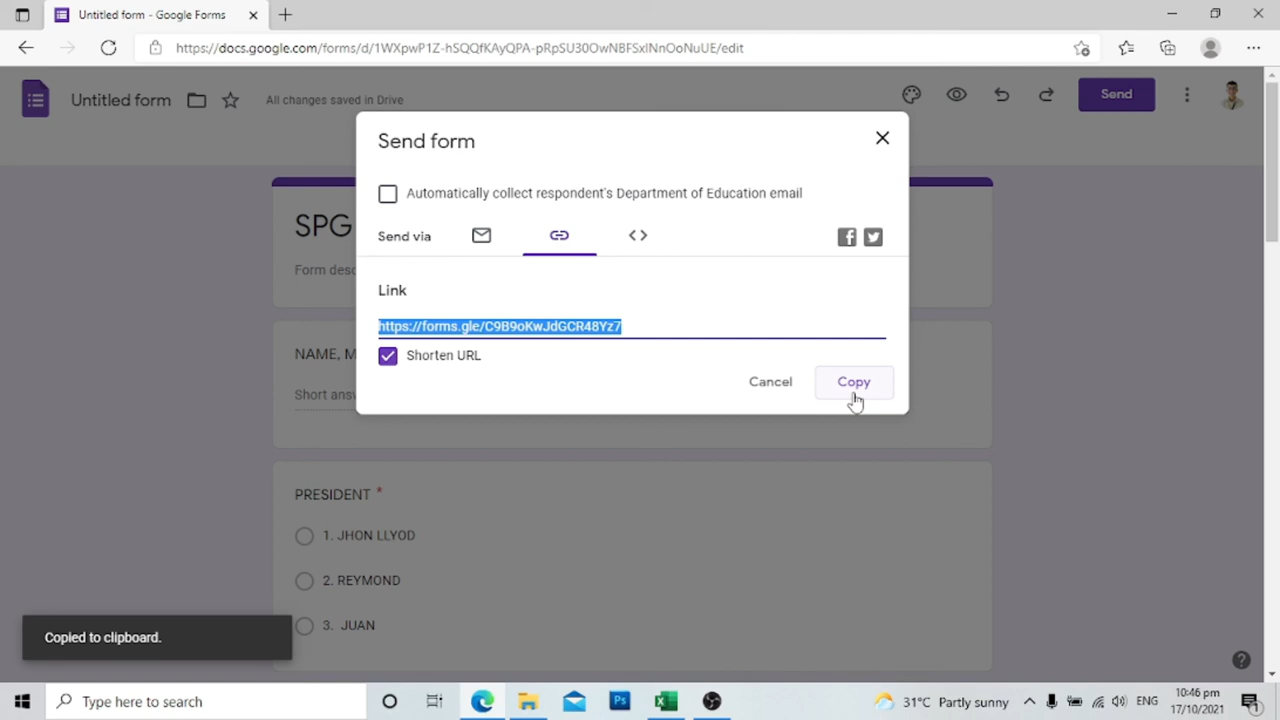 Untitled form - Google Forms
https://docs.google.com/forms/d/1WXpwP1Z-hSQQfKAyQPA-pRpSU30OwNBFSxlNnOoNuUE/edit
Untitled form
All changes saved in Drive
Send
Send form
Automatically collect respondent's Department of Education email
Send via
Link
https://forms.gle/C9B9oKwJdGCR48Yz7
Shorten URL
Cancel
Copy
SPG
Form desc
NAME, M
Short answ
PRESIDENT *
1. JHON LLYOD
2. REYMOND
3. JUAN
Copied to clipboard.
Type here to search
Ps
31°C Partly sunny
ENG
10:46 pm
17/10/2021